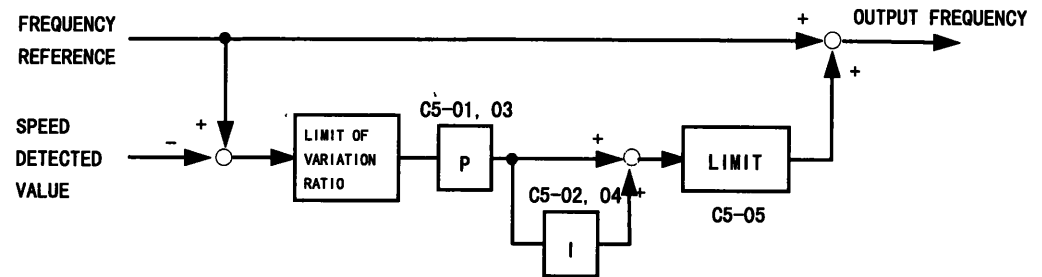 FREQUENCY
REFERENCE
+
OUTPUT FREQUENCY
+
SPEED
DETECTED
VALUE
+
-
LIMIT OF
VARIATION
RATIO
C5-01, 03
P
+
+
C5-02, 04
I
LIMIT
C5-05